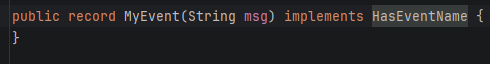 public record MyEvent(String msg) implements HasEventName {
}